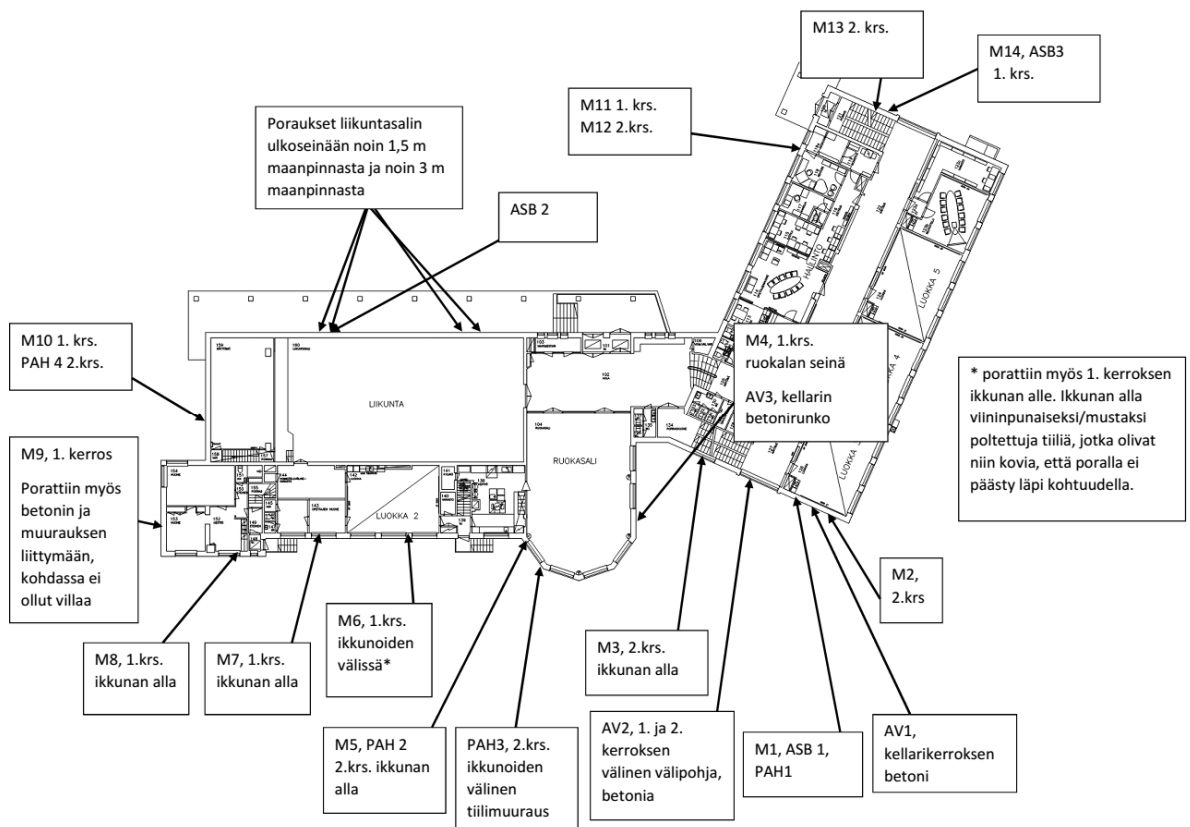 M13 2. krs.
M14, ASB3
1. krs.
M11 1. krs.
M12 2.krs.
Poraukset liikuntasalin
ulkoseinään noin 1,5 m
maanpinnasta ja noin 3 m
maanpinnasta
ASB 2
M10 1. krs.
PAH 4 2.krs.
M4, 1.krs.
ruokalan seinä
AV3, kellarin
betonirunko
* porattiin myös 1. kerroksen
ikkunan alle. Ikkunan alla
viininpunaiseksi/mustaksi
poltettuja tiiliä, jotka olivat
niin kovia, että poralla ei
päästy läpi kohtuudella.
M9, 1. kerros
Porattiin myös
betonin ja
muurauksen
liittymään,
kohdassa ei
ollut villaa
LIIKUNTA
RUOKASALI
LUOKKA 2
HALLINTO
LUOKKA 5
LUOKKA
M8, 1.krs.
ikkunan alla
M7, 1.krs.
ikkunan alla
M6, 1.krs.
ikkunoiden
välissä*
M5, PAH 2
2.krs. ikkunan
alla
PAH3, 2.krs.
ikkunoiden
välinen
tiilimuuraus
M3, 2.krs.
ikkunan alla
AV2, 1. ja 2.
kerroksen
välinen välipohja,
betonia
M1, ASB 1,
PAH1
AV1,
kellarikerroksen
betoni
M2,
2.krs